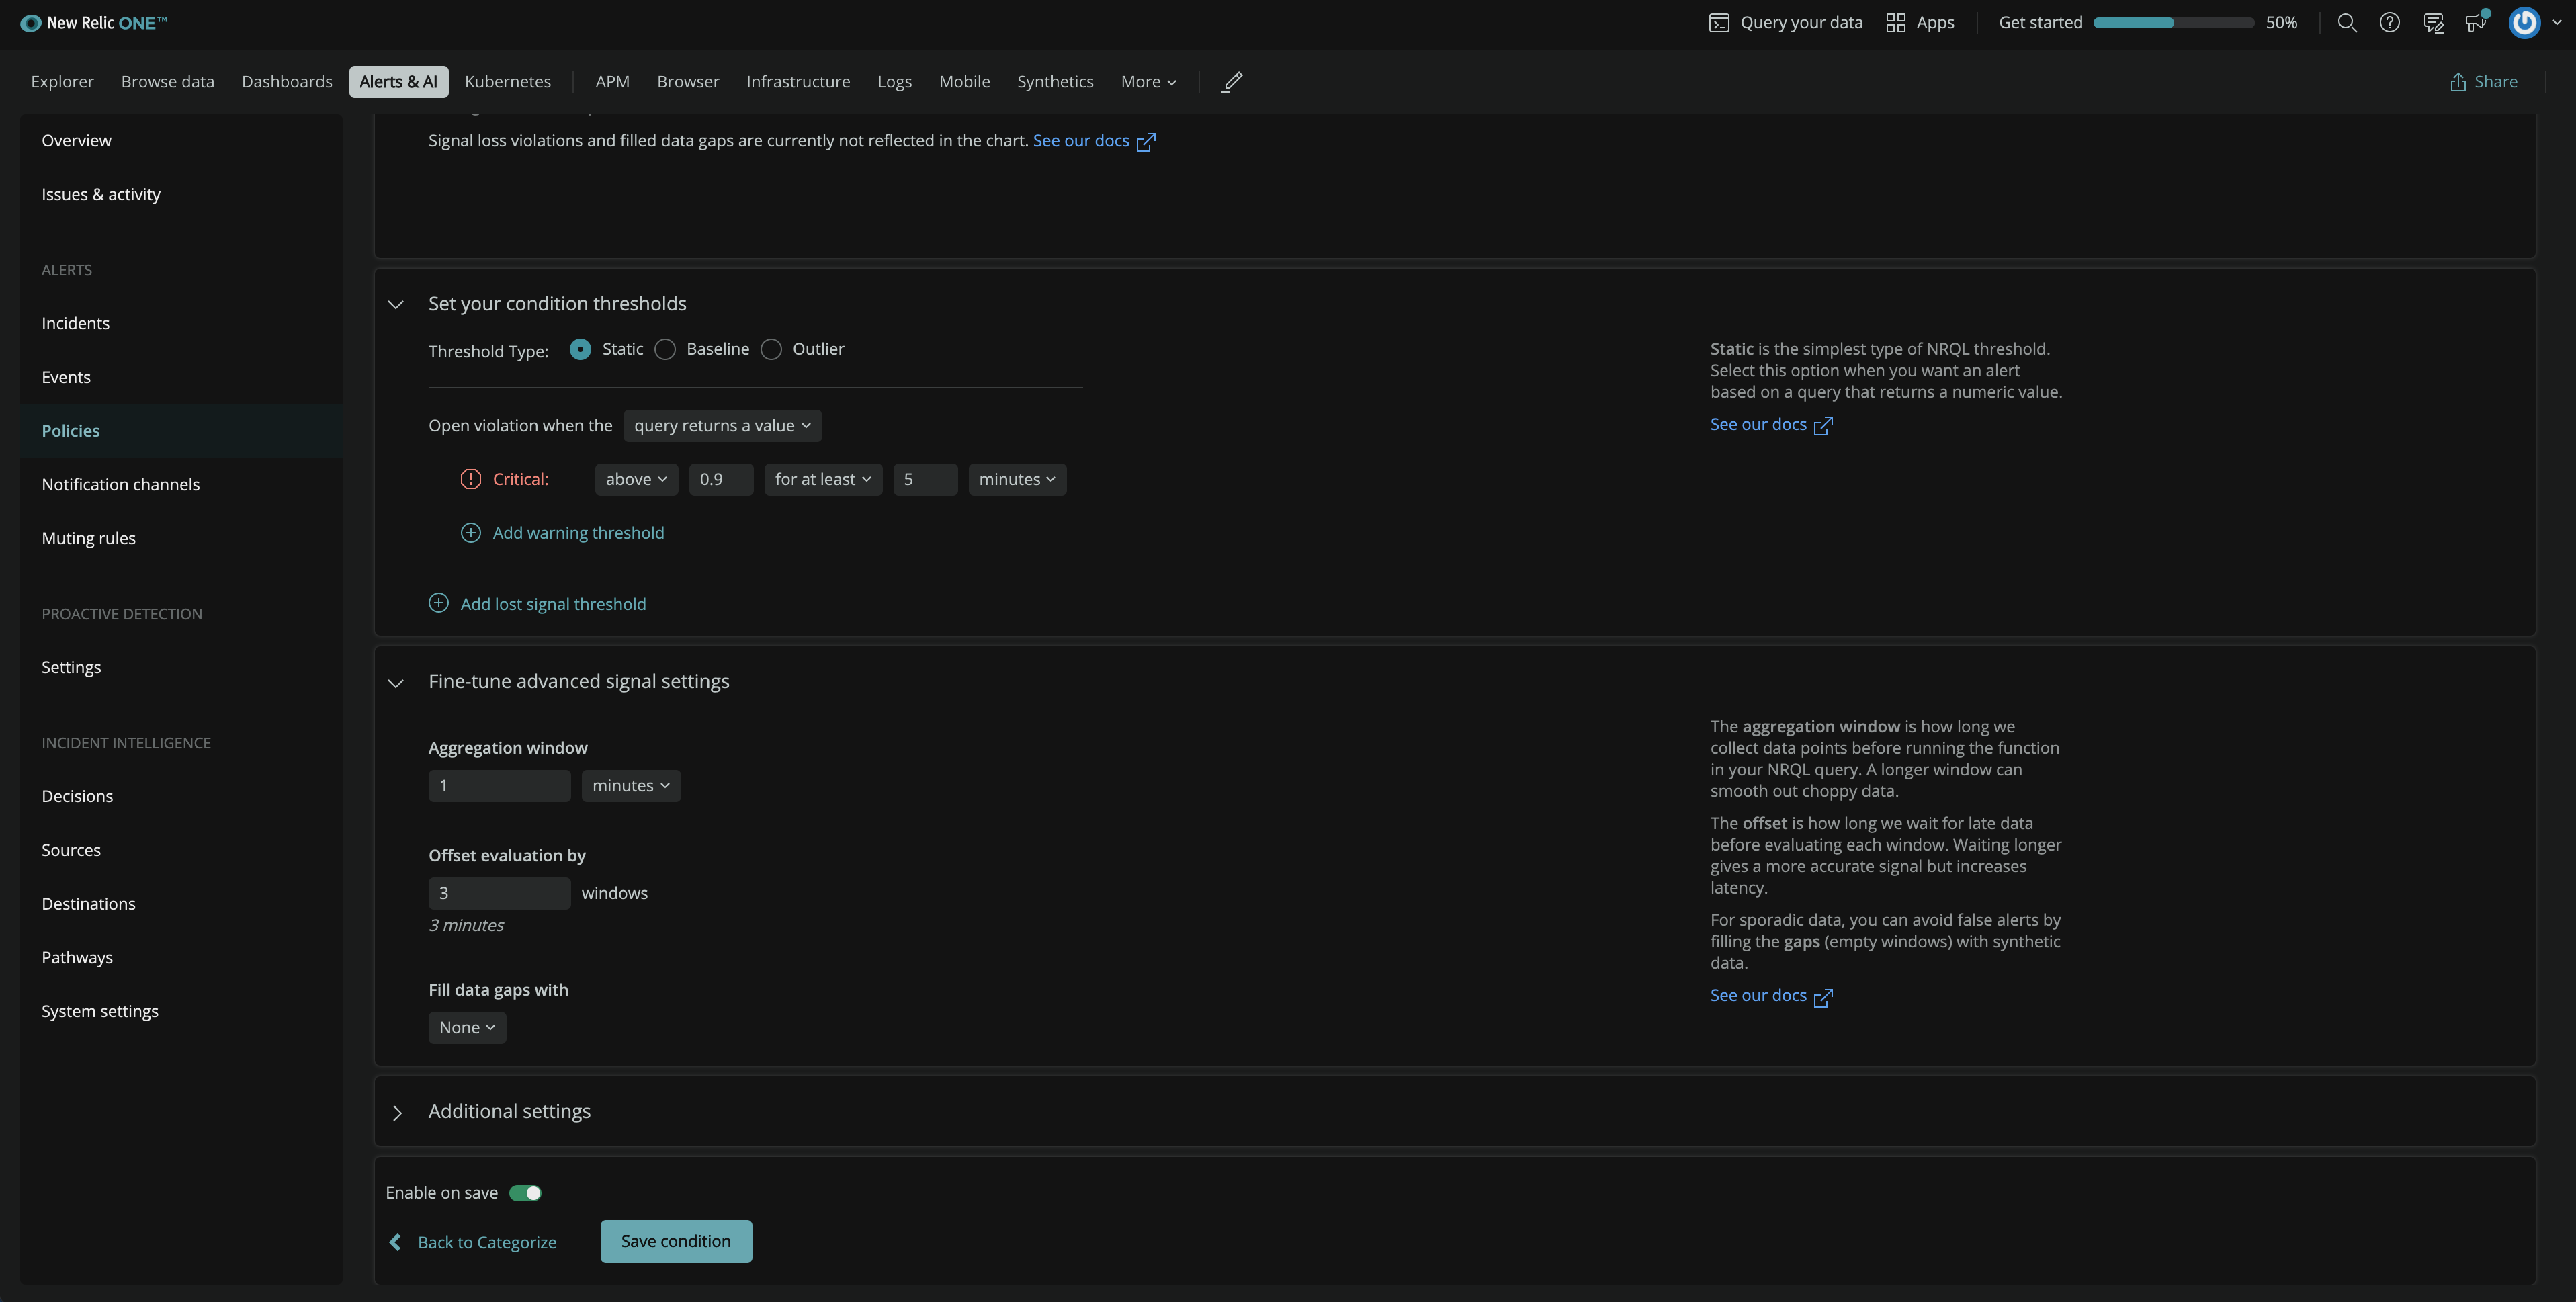 New Relic ONE™
Query your data
Apps
Get started
50%
Explorer
Browse data
Dashboards
Alerts & AI
Kubernetes
APM
Browser
Infrastructure
Logs
Mobile
Synthetics
More
Share
Overview
Issues & activity
ALERTS
Incidents
Events
Policies
Notification channels
Muting rules
PROACTIVE DETECTION
Settings
INCIDENT INTELLIGENCE
Decisions
Sources
Destinations
Pathways
System settings
Signal loss violations and filled data gaps are currently not reflected in the chart. See our docs
Set your condition thresholds
Threshold Type: Static Baseline Outlier
Open violation when the query returns a value
Critical: above 0.9 for at least 5 minutes
Add warning threshold
Add lost signal threshold
Static is the simplest type of NRQL threshold.
Select this option when you want an alert
based on a query that returns a numeric value.
See our docs
Fine-tune advanced signal settings
Aggregation window
1 minutes
Offset evaluation by
3 windows
3 minutes
Fill data gaps with
None
The aggregation window is how long we
collect data points before running the function
in your NRQL query. A longer window can
smooth out choppy data.
The offset is how long we wait for late data
before evaluating each window. Waiting longer
gives a more accurate signal but increases
latency.
For sporadic data, you can avoid false alerts by
filling the gaps (empty windows) with synthetic
data.
See our docs
Additional settings
Enable on save
Back to Categorize
Save condition